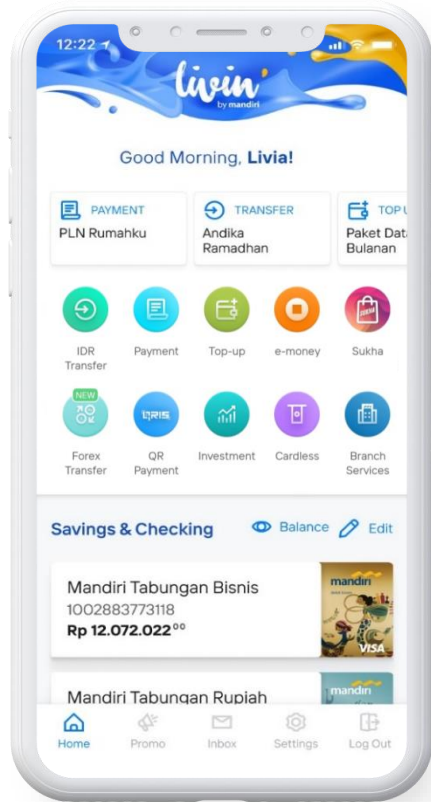 12:22
livin'
by mandiri
Good Morning, Livia!
PAYMENT
PLN Rumahku
TRANSFER
Andika
Ramadhan
TOP U
Paket Data
Bulanan
IDR
Transfer
Payment
Top-up
e-money
SUKHA
Sukha
NEW
Forex
Transfer
QRIS
QR
Payment
Investment
Cardless
Branch
Services
Savings & Checking
Balance
Edit
Mandiri Tabungan Bisnis
1002883773118
Rp 12.072.022⁰⁰
mandiri
VISA
Mandiri Tabungan Rupiah
mandiri
Home
Promo
Inbox
Settings
Log Out